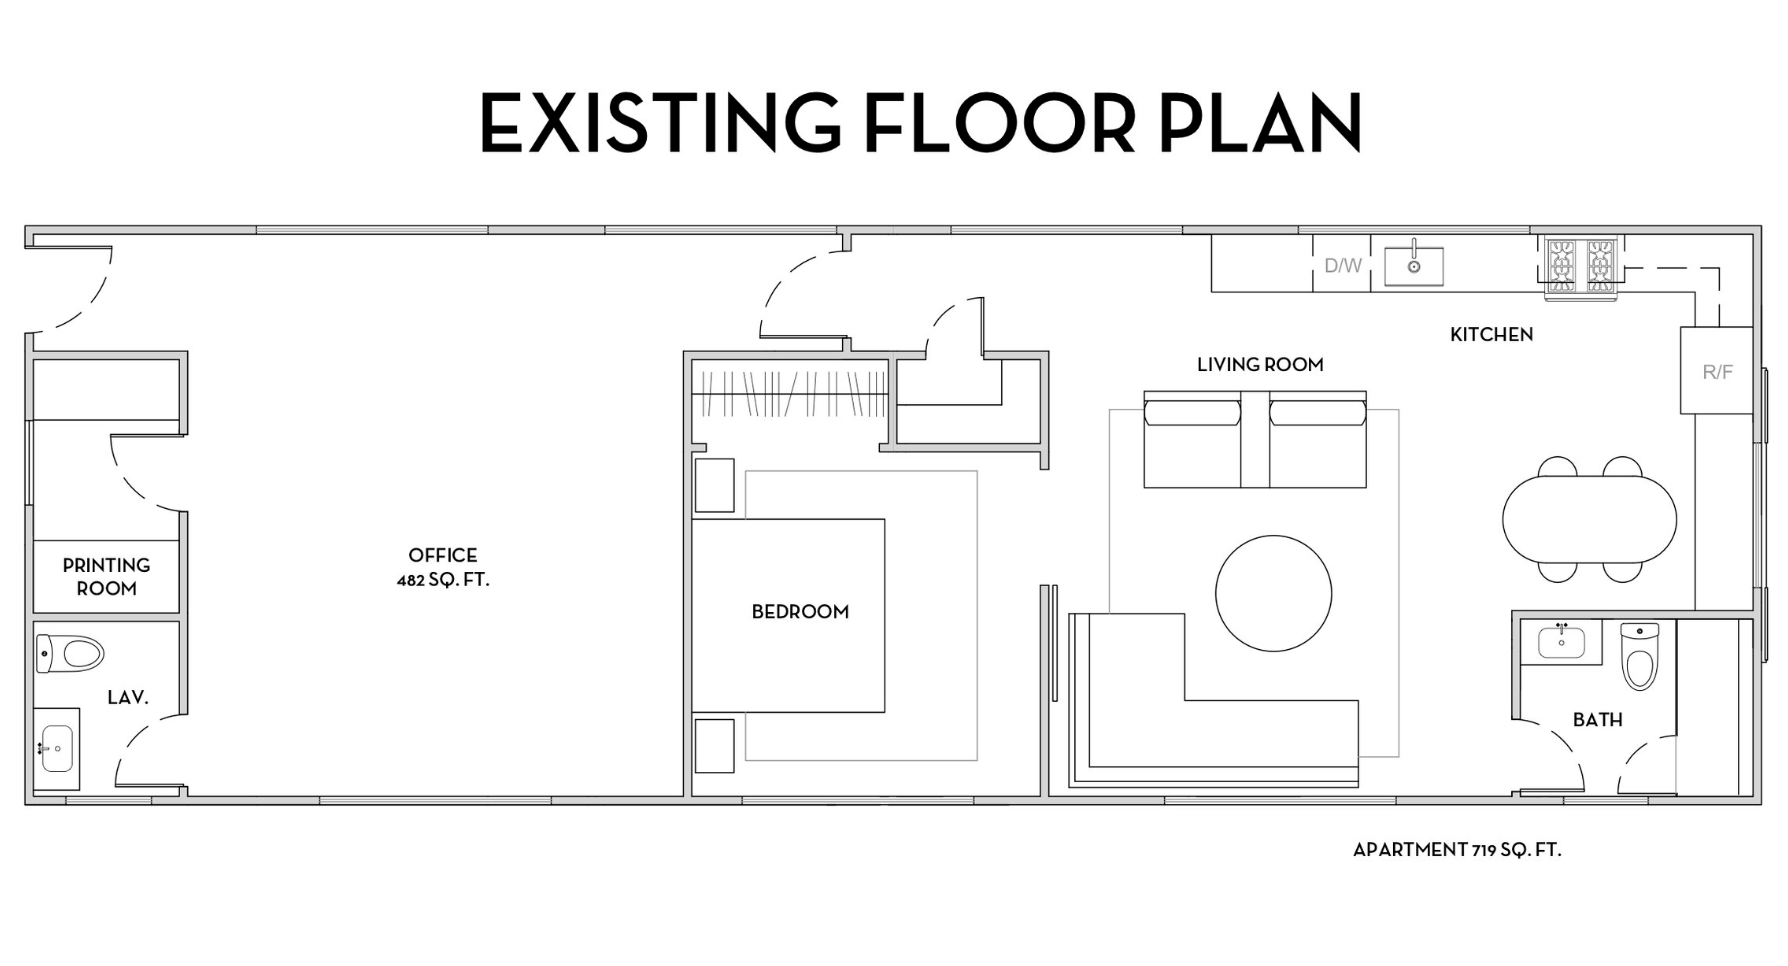 EXISTING FLOOR PLAN
D/W
KITCHEN
LIVING ROOM
R/F
OFFICE
482 SQ. FT.
PRINTING
ROOM
BEDROOM
LAV.
BATH
APARTMENT 719 SQ. FT.